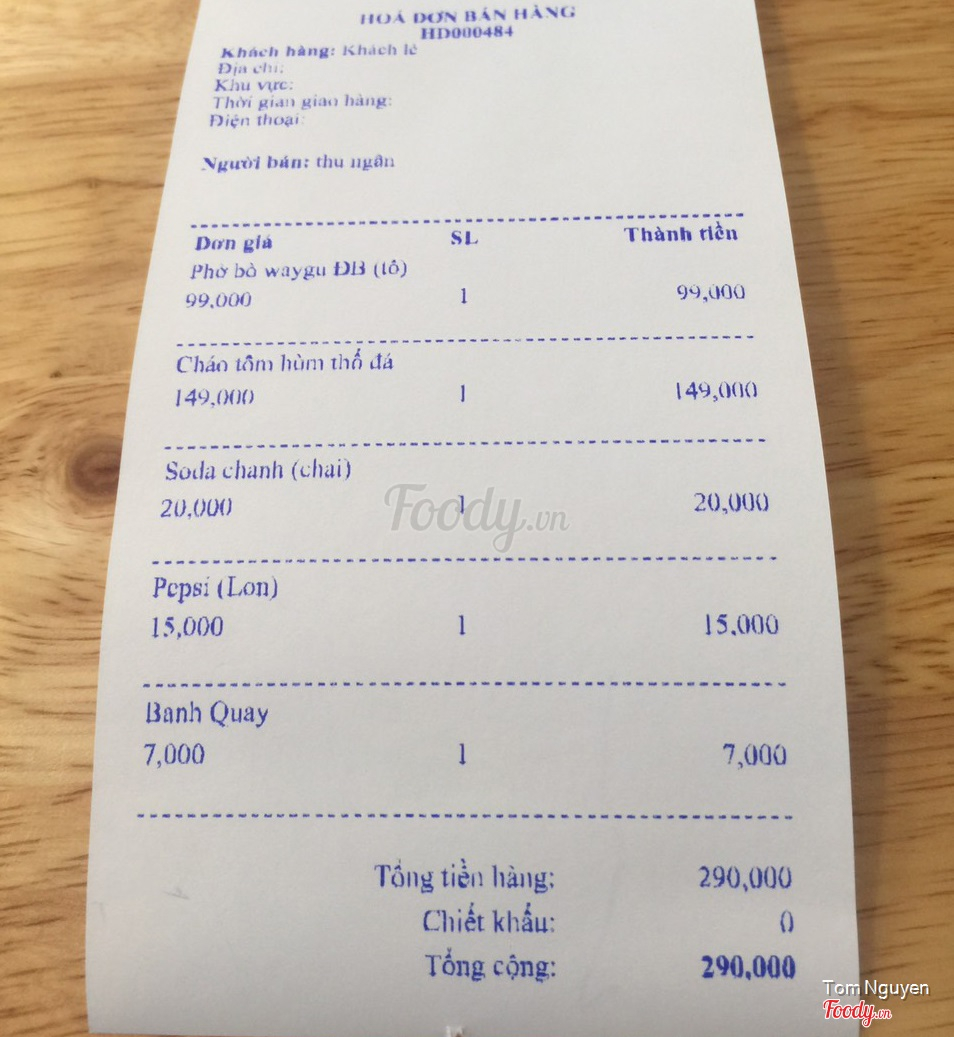 HOÁ ĐƠN BÁN HÀNG
HD000484
Khách hàng: Khách lẻ
Địa chỉ:
Khu vực:
Thời gian giao hàng:
Điện thoại:
Người bán: thu ngân
Đơn giá SL Thành tiền
Phở bò waygu ĐB (tô)
99,000 1 99,000
Cháo tôm hùm thố đá
149,000 1 149,000
Soda chanh (chai)
20,000 1 20,000
Foody.vn
Pepsi (Lon)
15,000 1 15,000
Banh Quay
7,000 1 7,000
Tổng tiền hàng: 290,000
Chiết khấu: 0
Tổng cộng: 290,000
Tom Nguyen
Foody.vn